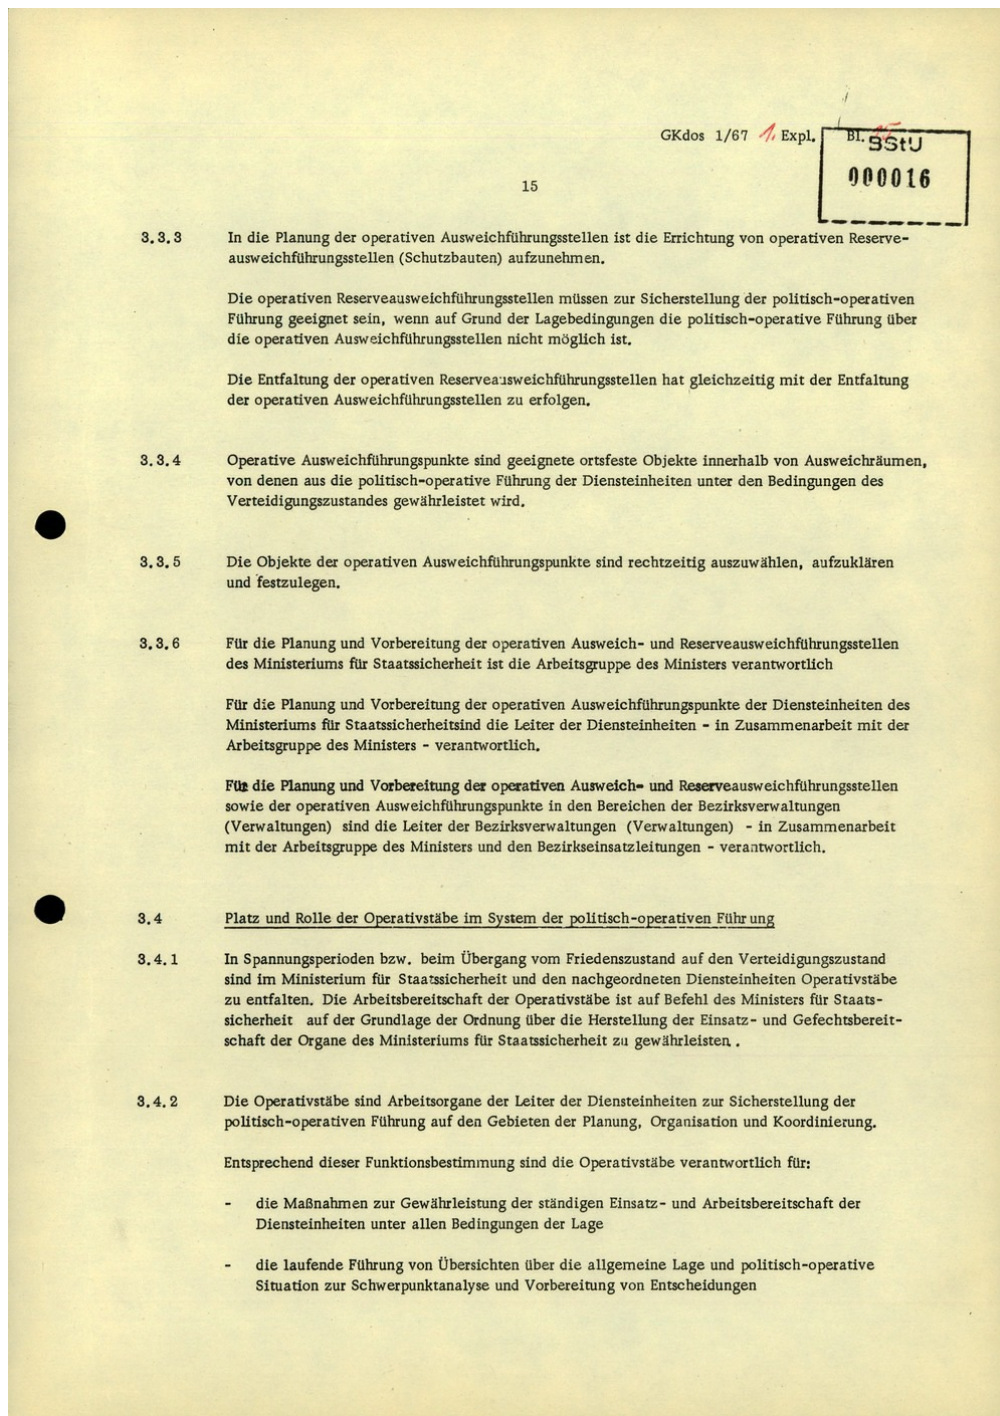 GKdos 1/67 1. Expl. Bl. 15
BStU
000016
15
3.3.3 In die Planung der operativen Ausweichführungsstellen ist die Errichtung von operativen Reserve-
ausweichführungsstellen (Schutzbauten) aufzunehmen.
Die operativen Reserveausweichführungsstellen müssen zur Sicherstellung der politisch-operativen
Führung geeignet sein, wenn auf Grund der Lagebedingungen die politisch-operative Führung über
die operativen Ausweichführungsstellen nicht möglich ist.
Die Entfaltung der operativen Reserveausweichführungsstellen hat gleichzeitig mit der Entfaltung
der operativen Ausweichführungsstellen zu erfolgen.
3.3.4 Operative Ausweichführungspunkte sind geeignete ortsfeste Objekte innerhalb von Ausweichräumen,
von denen aus die politisch-operative Führung der Diensteinheiten unter den Bedingungen des
Verteidigungszustandes gewährleistet wird.
3.3.5 Die Objekte der operativen Ausweichführungspunkte sind rechtzeitig auszuwählen, aufzuklären
und festzulegen.
3.3.6 Für die Planung und Vorbereitung der operativen Ausweich- und Reserveausweichführungsstellen
des Ministeriums für Staatssicherheit ist die Arbeitsgruppe des Ministers verantwortlich
Für die Planung und Vorbereitung der operativen Ausweichführungspunkte der Diensteinheiten des
Ministeriums für Staatssicherheitsind die Leiter der Diensteinheiten - in Zusammenarbeit mit der
Arbeitsgruppe des Ministers - verantwortlich.
Für die Planung und Vorbereitung der operativen Ausweich- und Reserveausweichführungsstellen
sowie der operativen Ausweichführungspunkte in den Bereichen der Bezirksverwaltungen
(Verwaltungen) sind die Leiter der Bezirksverwaltungen (Verwaltungen) - in Zusammenarbeit
mit der Arbeitsgruppe des Ministers und den Bezirkseinsatzleitungen - verantwortlich.
3.4 Platz und Rolle der Operativstäbe im System der politisch-operativen Führung
3.4.1 In Spannungsperioden bzw. beim Übergang vom Friedenszustand auf den Verteidigungszustand
sind im Ministerium für Staatssicherheit und den nachgeordneten Diensteinheiten Operativstäbe
zu entfalten. Die Arbeitsbereitschaft der Operativstäbe ist auf Befehl des Ministers für Staats-
sicherheit auf der Grundlage der Ordnung über die Herstellung der Einsatz- und Gefechtsbereit-
schaft der Organe des Ministeriums für Staatssicherheit zu gewährleisten.
3.4.2 Die Operativstäbe sind Arbeitsorgane der Leiter der Diensteinheiten zur Sicherstellung der
politisch-operativen Führung auf den Gebieten der Planung, Organisation und Koordinierung.
Entsprechend dieser Funktionsbestimmung sind die Operativstäbe verantwortlich für:
- die Maßnahmen zur Gewährleistung der ständigen Einsatz- und Arbeitsbereitschaft der
Diensteinheiten unter allen Bedingungen der Lage
- die laufende Führung von Übersichten über die allgemeine Lage und politisch-operative
Situation zur Schwerpunktanalyse und Vorbereitung von Entscheidungen